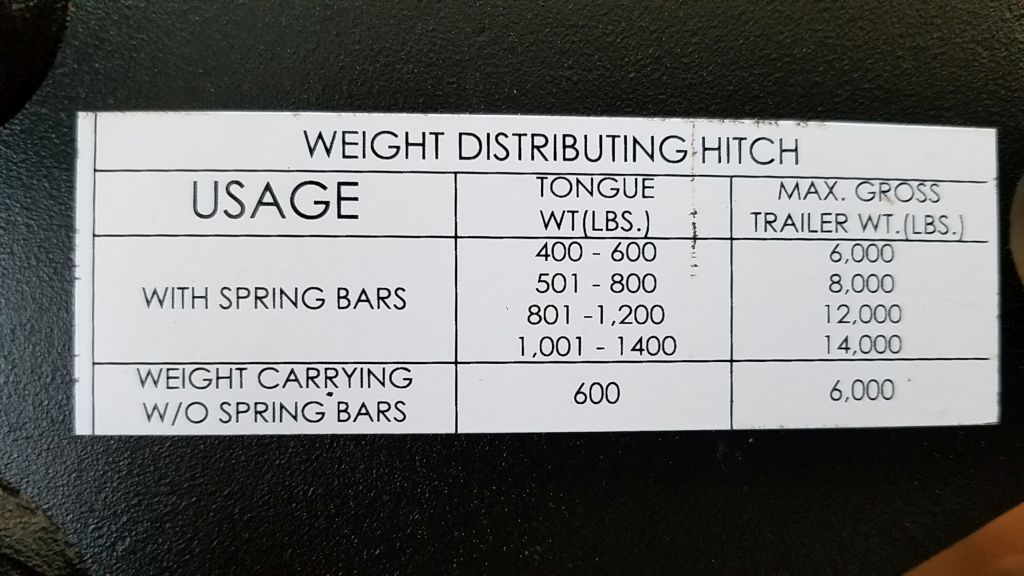 WEIGHT DISTRIBUTING HITCH
USAGE
TONGUE
WT(LBS.)
MAX. GROSS
TRAILER WT.(LBS.)
WITH SPRING BARS
400 - 600 6,000
501 - 800 8,000
801 -1,200 12,000
1,001 - 1400 14,000
WEIGHT CARRYING
W/O SPRING BARS
600 6,000